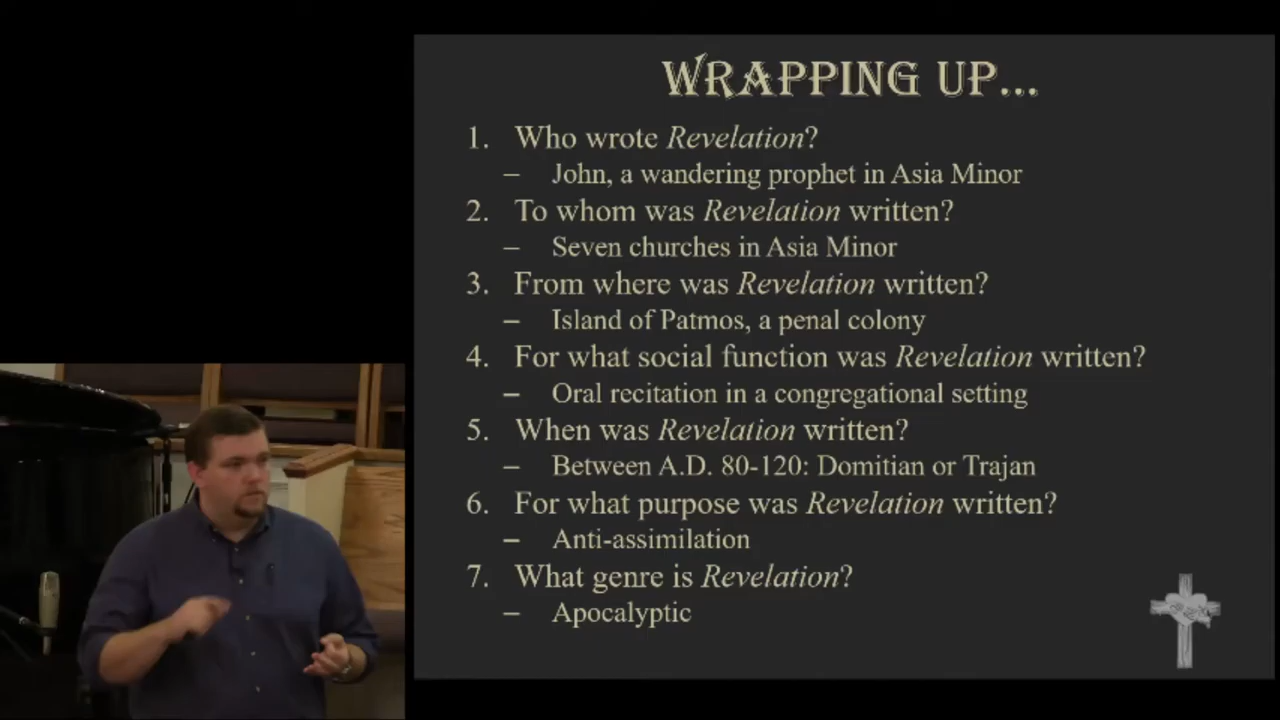 WRAPPING UP...
1. Who wrote Revelation?
– John, a wandering prophet in Asia Minor
2. To whom was Revelation written?
– Seven churches in Asia Minor
3. From where was Revelation written?
– Island of Patmos, a penal colony
4. For what social function was Revelation written?
– Oral recitation in a congregational setting
5. When was Revelation written?
– Between A.D. 80-120: Domitian or Trajan
6. For what purpose was Revelation written?
– Anti-assimilation
7. What genre is Revelation?
– Apocalyptic